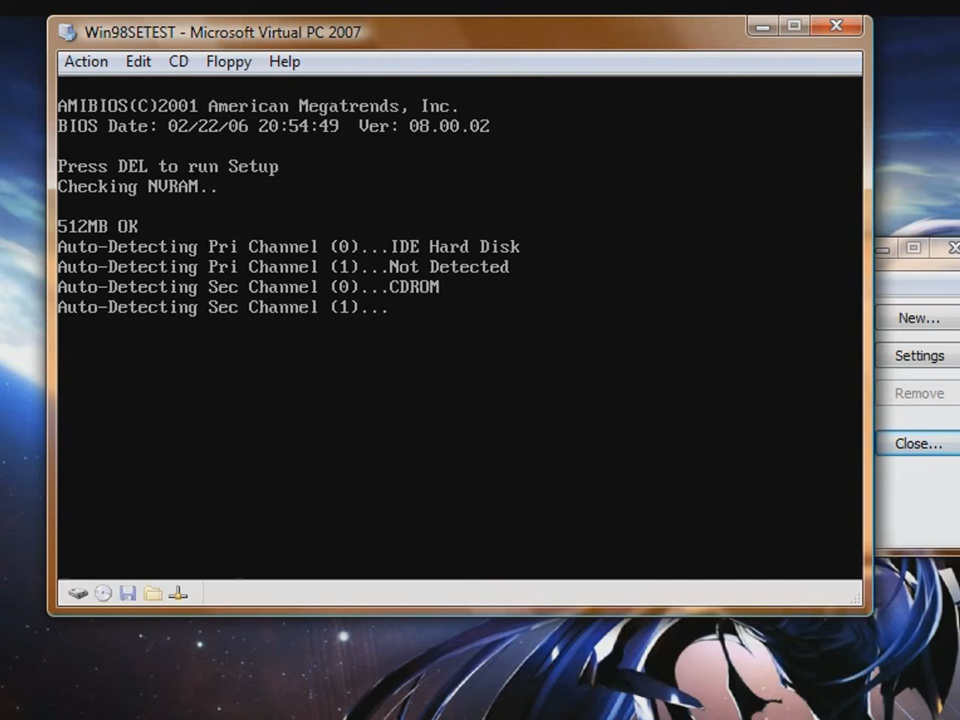 Win98SETEST - Microsoft Virtual PC 2007
Action Edit CD Floppy Help
AMIBIOS(C)2001 American Megatrends, Inc.
BIOS Date: 02/22/06 20:54:49 Ver: 08.00.02
Press DEL to run Setup
Checking NVRAM..
512MB OK
Auto-Detecting Pri Channel (0)...IDE Hard Disk
Auto-Detecting Pri Channel (1)...Not Detected
Auto-Detecting Sec Channel (0)...CDROM
Auto-Detecting Sec Channel (1)...
New...
Settings
Remove
Close...